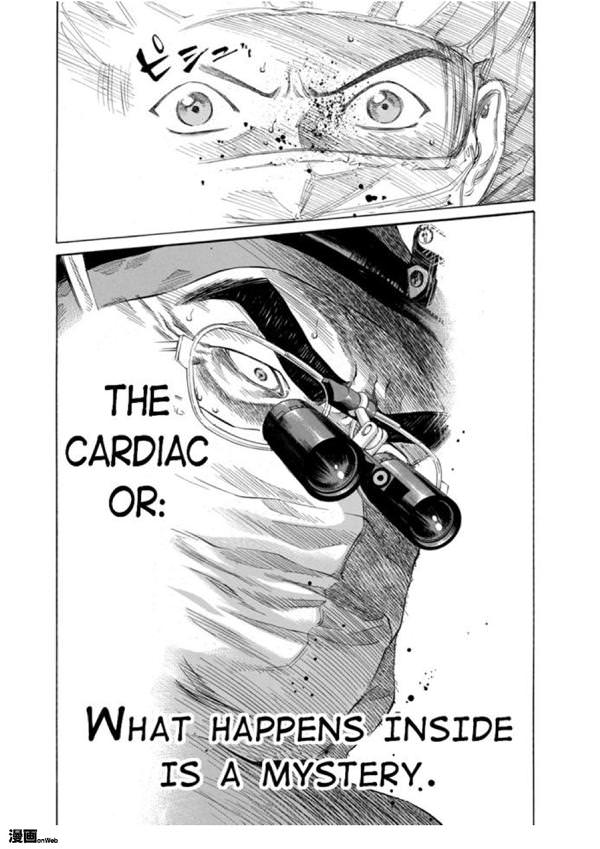 ピシッ
THE
CARDIAC
OR:
WHAT HAPPENS INSIDE
IS A MYSTERY.
漫画onWeb